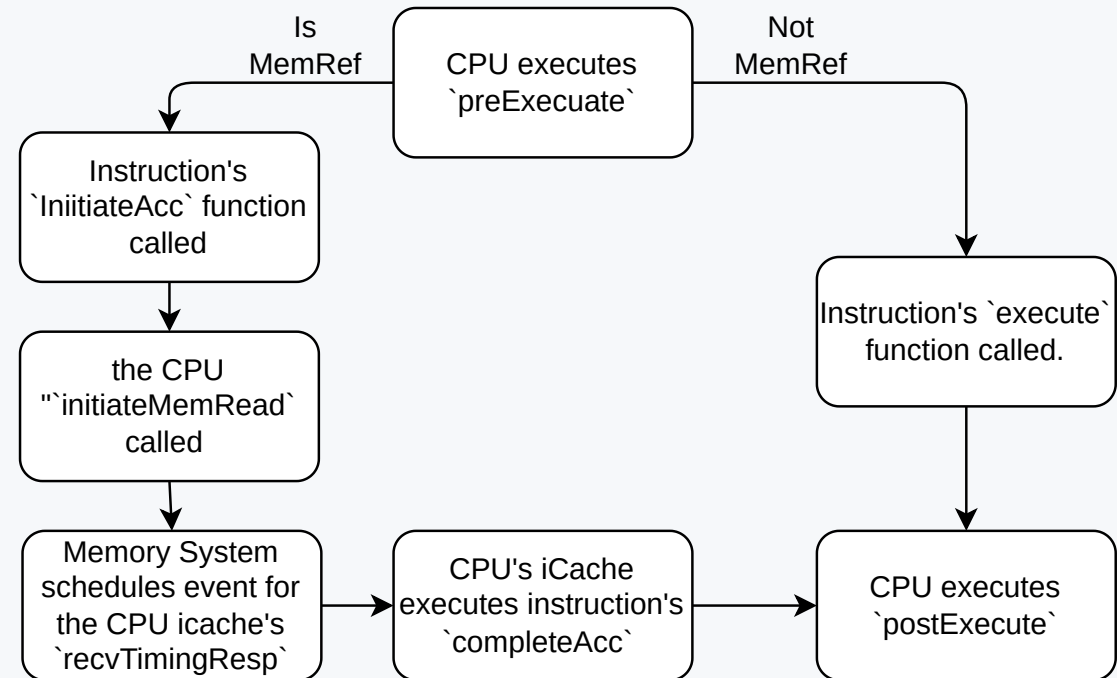 Is
MemRef
Not
MemRef
CPU executes
`preExecuate`
Instruction's
`IniitiateAcc` function
called
Instruction's `execute`
function called.
the CPU
"`initiateMemRead`
called
Memory System
schedules event for
the CPU icache's
`recvTimingResp`
CPU's iCache
executes instruction's
`completeAcc`
CPU executes
`postExecute`